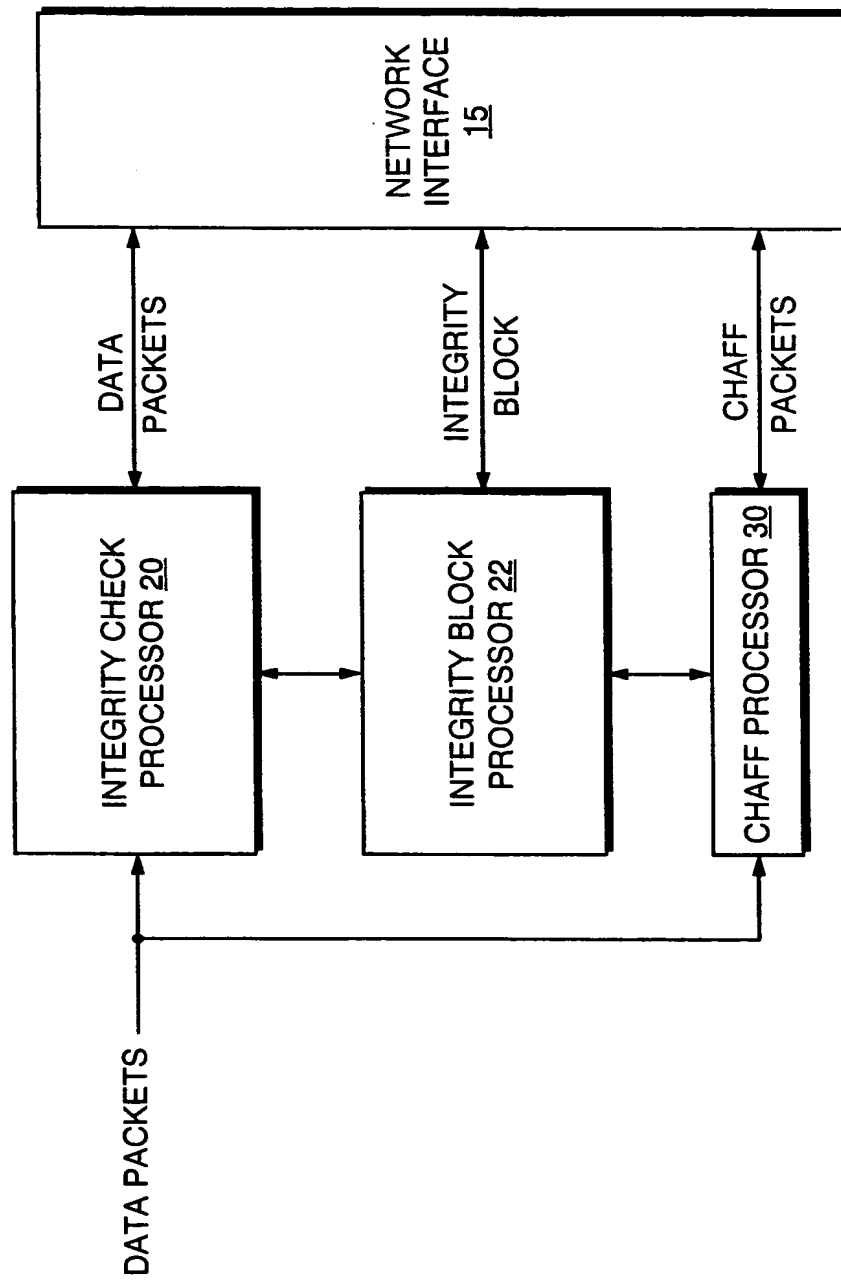 DATA PACKETS
INTEGRITY CHECK
PROCESSOR 20
INTEGRITY BLOCK
PROCESSOR 22
CHAFF PROCESSOR 30
DATA
PACKETS
INTEGRITY
BLOCK
CHAFF
PACKETS
NETWORK
INTERFACE
15